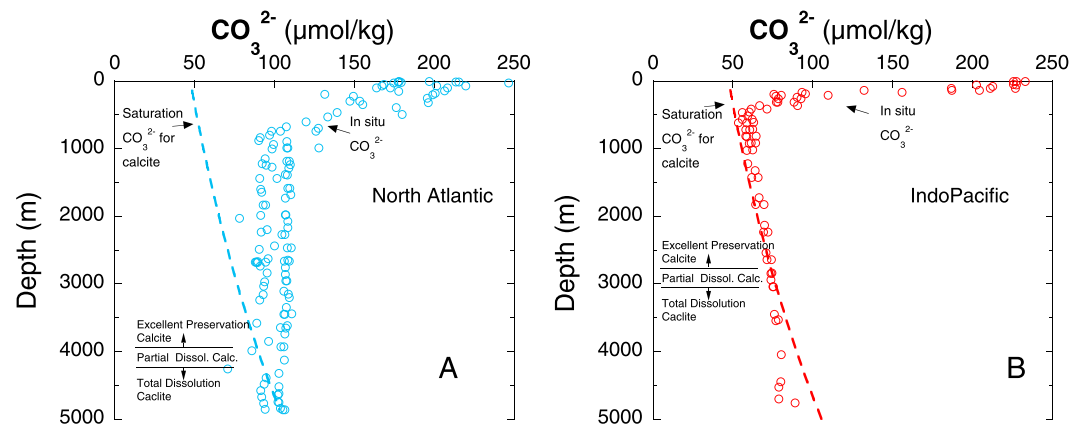 CO3 2- (µmol/kg)
0 50 100 150 200 250
0
1000
2000
3000
4000
5000
Depth (m)
Saturation
CO3 2- for
calcite
In situ
CO3 2-
North Atlantic
Excellent Preservation
Calcite
Partial Dissol. Calc.
Total Dissolution
Caclite
A
CO3 2- (µmol/kg)
0 50 100 150 200 250
0
1000
2000
3000
4000
5000
Depth (m)
Saturation
CO3 2- for
calcite
In situ
CO3 2-
IndoPacific
Excellent Preservation
Calcite
Partial Dissol. Calc.
Total Dissolution
Caclite
B